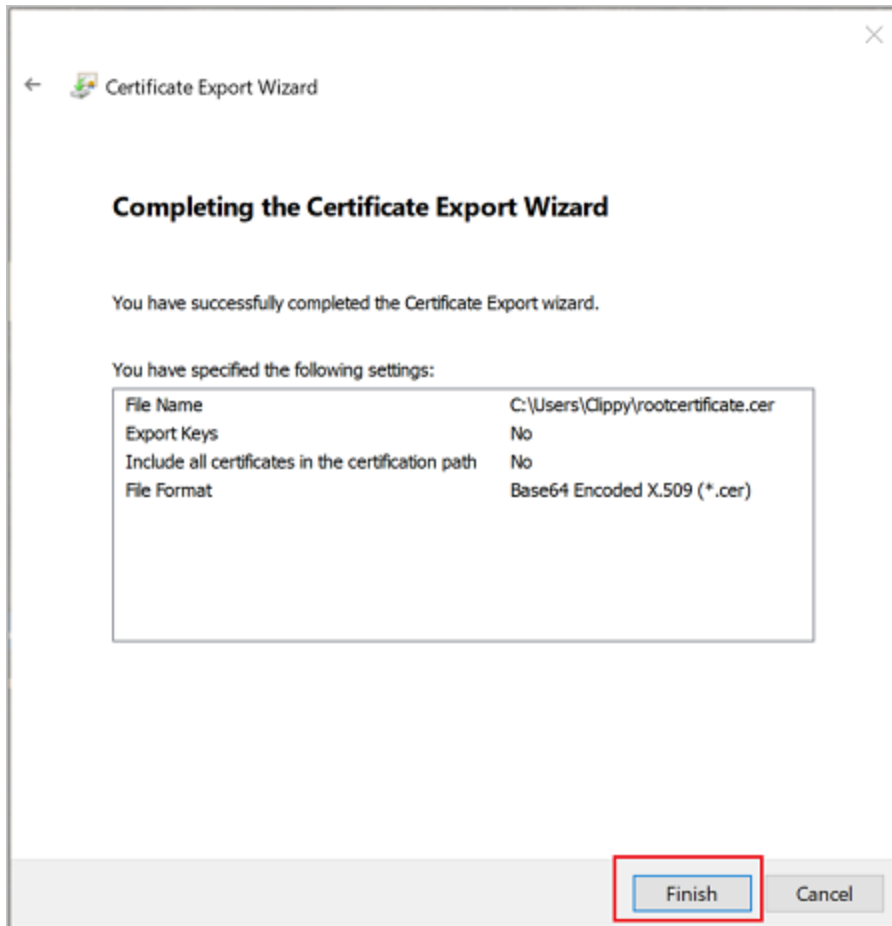 Certificate Export Wizard
Completing the Certificate Export Wizard
You have successfully completed the Certificate Export wizard.
You have specified the following settings:
File Name C:\Users\Clippy\rootcertificate.cer
Export Keys No
Include all certificates in the certification path No
File Format Base64 Encoded X.509 (*.cer)
Finish Cancel